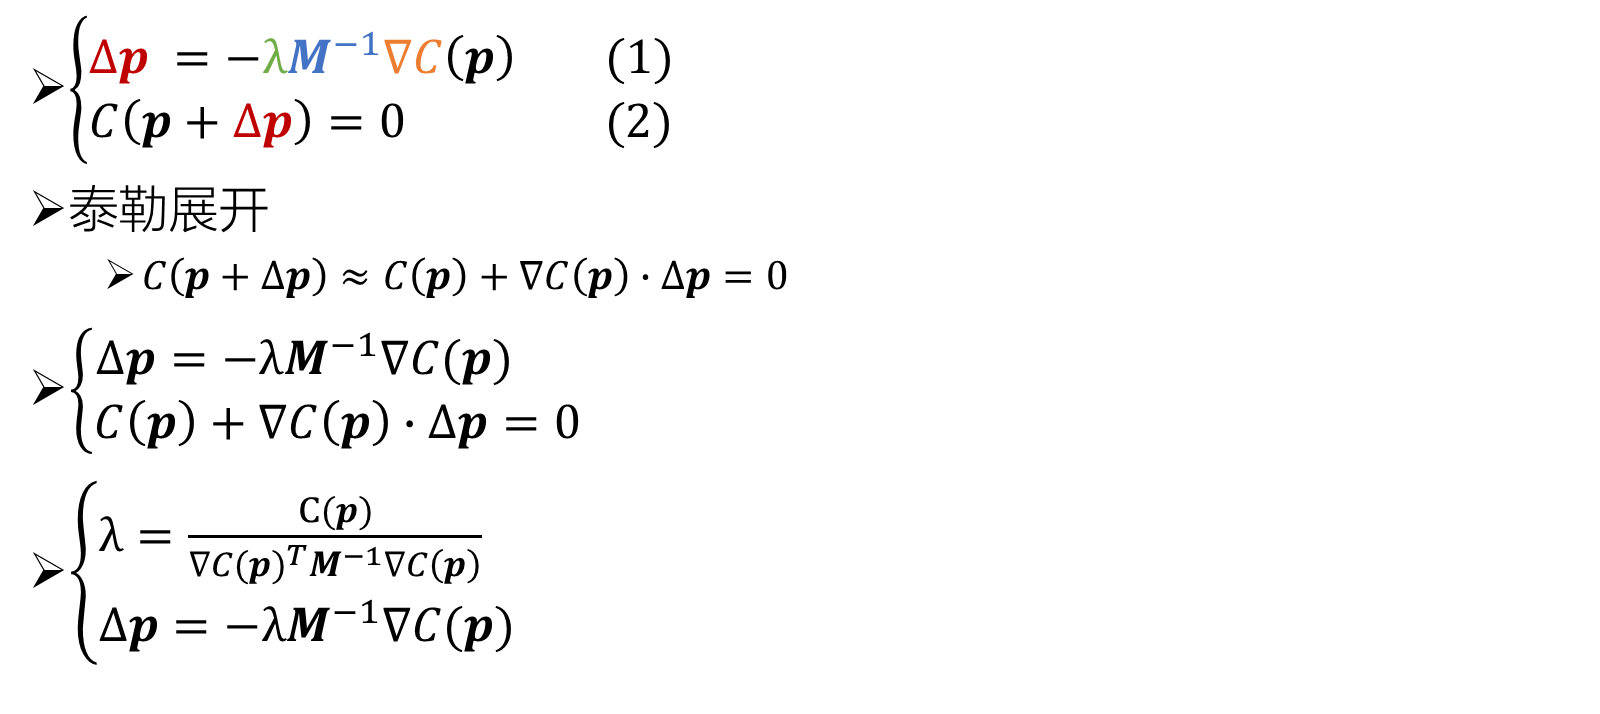 ➢ { Δp = −λM⁻¹∇C(p) (1)
C(p + Δp) = 0 (2)
➢ 泰勒展开
➢ C(p + Δp) ≈ C(p) + ∇C(p) · Δp = 0
➢ { Δp = −λM⁻¹∇C(p)
C(p) + ∇C(p) · Δp = 0
➢ { λ = C(p) / ∇C(p)ᵀM⁻¹∇C(p)
Δp = −λM⁻¹∇C(p)